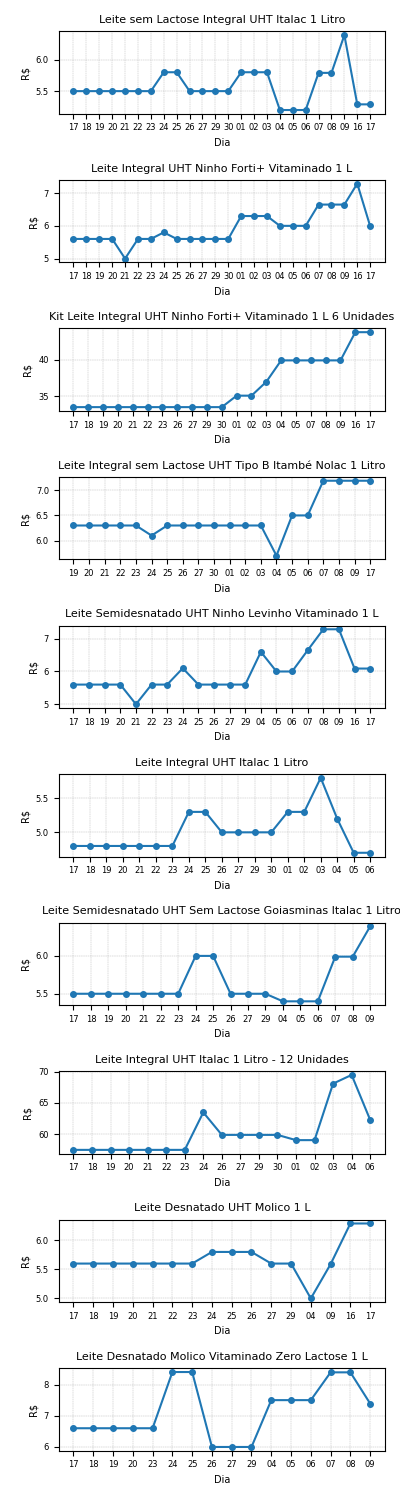 Leite sem Lactose Integral UHT Italac 1 Litro
R$
6.0
5.5
17 18 19 20 21 22 23 24 25 26 27 29 30 01 02 03 04 05 06 07 08 09 16 17
Dia
Leite Integral UHT Ninho Forti+ Vitaminado 1 L
R$
7
6
5
17 18 19 20 21 22 23 24 25 26 27 29 30 01 02 03 04 05 06 07 08 09 16 17
Dia
Kit Leite Integral UHT Ninho Forti+ Vitaminado 1 L 6 Unidades
R$
40
35
17 18 19 20 21 22 23 26 27 29 30 01 02 03 04 05 06 07 09 16 17
Dia
Leite Integral sem Lactose UHT Tipo B Itambé Nolac 1 Litro
R$
7.0
6.5
6.0
19 20 21 22 23 24 25 26 27 29 30 01 02 03 04 05 06 07 08 09 17
Dia
Leite Semidesnatado UHT Ninho Levinho Vitaminado 1 L
R$
7
6
5
17 18 19 20 21 22 23 24 25 26 27 29 04 05 06 07 08 09 16 17
Dia
Leite Integral UHT Italac 1 Litro
R$
5.5
5.0
17 18 19 20 21 22 23 24 25 26 27 29 30 01 02 03 04 05 06
Dia
Leite Semidesnatado UHT Sem Lactose Goiasminas Italac 1 Litro
R$
6.0
5.5
17 18 19 20 21 22 23 24 25 26 27 29 04 05 06 07 08 09
Dia
Leite Integral UHT Italac 1 Litro - 12 Unidades
R$
70
65
60
17 18 19 20 21 22 23 24 26 27 29 30 01 02 03 04 06
Dia
Leite Desnatado UHT Molico 1 L
R$
6.0
5.5
5.0
17 18 19 20 21 22 23 24 25 26 27 29 04 09 16 17
Dia
Leite Desnatado Molico Vitaminado Zero Lactose 1 L
R$
8
7
6
17 18 19 20 23 24 25 26 27 29 04 05 06 07 08 09
Dia